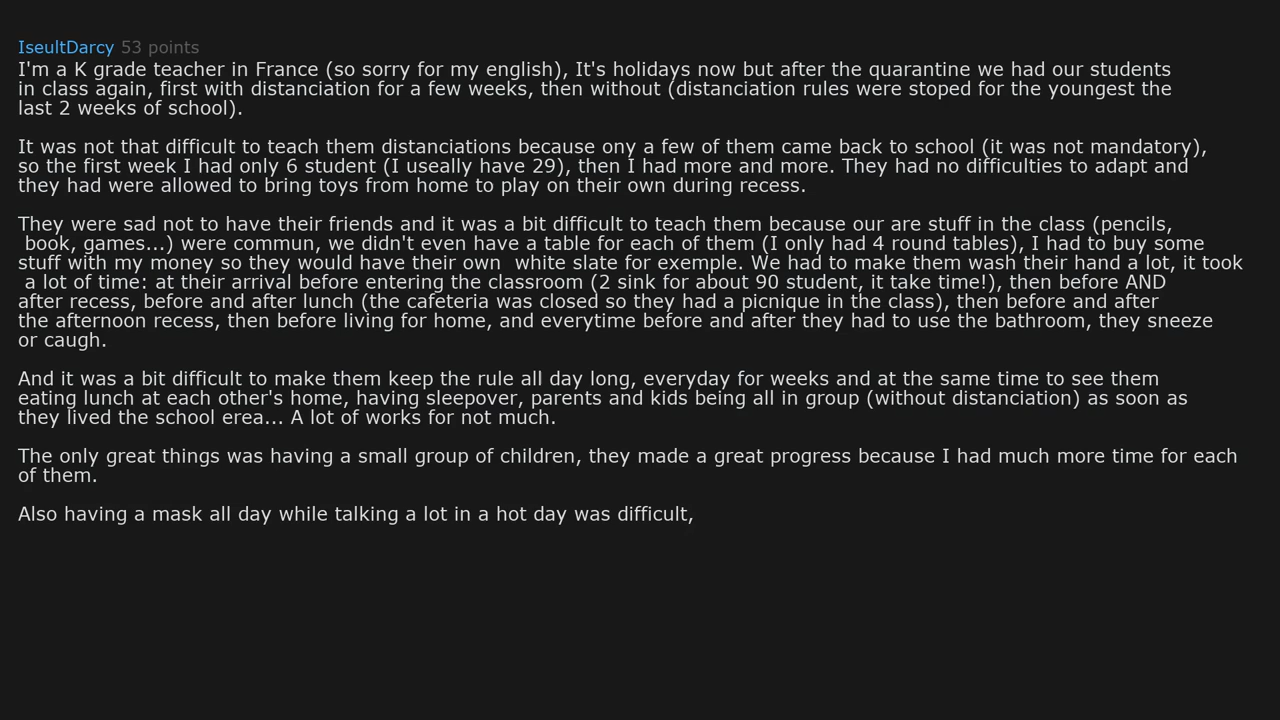 IseultDarcy 53 points
I'm a K grade teacher in France (so sorry for my english), It's holidays now but after the quarantine we had our students
in class again, first with distanciation for a few weeks, then without (distanciation rules were stoped for the youngest the
last 2 weeks of school).
It was not that difficult to teach them distanciations because ony a few of them came back to school (it was not mandatory),
so the first week I had only 6 student (I useally have 29), then I had more and more. They had no difficulties to adapt and
they had were allowed to bring toys from home to play on their own during recess.
They were sad not to have their friends and it was a bit difficult to teach them because our are stuff in the class (pencils,
book, games...) were commun, we didn't even have a table for each of them (I only had 4 round tables), I had to buy some
stuff with my money so they would have their own  white slate for exemple. We had to make them wash their hand a lot, it took
a lot of time: at their arrival before entering the classroom (2 sink for about 90 student, it take time!), then before AND
after recess, before and after lunch (the cafeteria was closed so they had a picnique in the class), then before and after
the afternoon recess, then before living for home, and everytime before and after they had to use the bathroom, they sneeze
or caugh.
And it was a bit difficult to make them keep the rule all day long, everyday for weeks and at the same time to see them
eating lunch at each other's home, having sleepover, parents and kids being all in group (without distanciation) as soon as
they lived the school erea... A lot of works for not much.
The only great things was having a small group of children, they made a great progress because I had much more time for each
of them.
Also having a mask all day while talking a lot in a hot day was difficult,